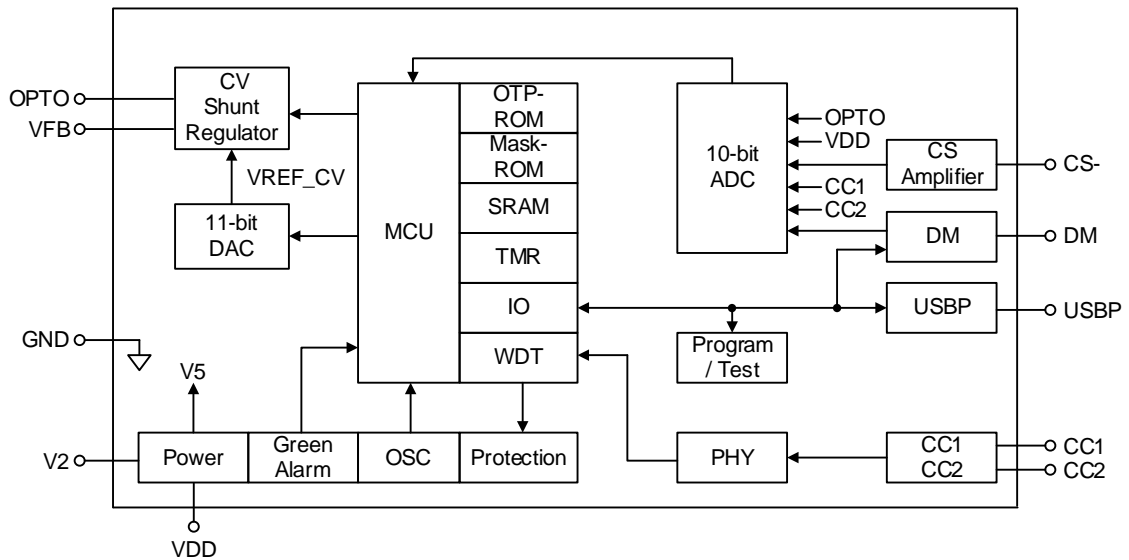 CV
Shunt
Regulator
OPTO
VFB
VREF_CV
11-bit
DAC
MCU
OTP-
ROM
Mask-
ROM
SRAM
TMR
IO
WDT
10-bit
ADC
OPTO
VDD
CC1
CC2
CS
Amplifier
CS-
DM
DM
USBP
USBP
Program
/ Test
GND
V5
V2
Power
Green
Alarm
OSC
Protection
PHY
CC1
CC2
CC1
CC2
VDD